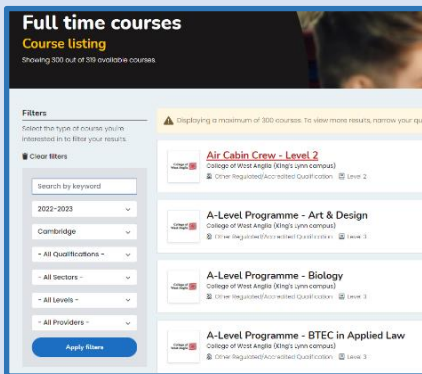 Full time courses
Course listing
Showing 300 out of 319 available courses.
Filters
Select the type of course you're
interested in to filter your results.
Clear filters
Search by keyword
2022-2023
Cambridge
- All Qualifications -
- All Sectors -
- All Levels -
- All Providers -
Apply filters
Displaying a maximum of 300 courses. To view more results, narrow your qu
Air Cabin Crew - Level 2
College of West Anglia (King's Lynn campus)
Other Regulated/Accredited Qualification Level 2
A-Level Programme - Art & Design
College of West Anglia (King's Lynn campus)
Other Regulated/Accredited Qualification Level 3
A-Level Programme - Biology
College of West Anglia (King's Lynn campus)
Other Regulated/Accredited Qualification Level 3
A-Level Programme - BTEC in Applied Law
College of West Anglia (King's Lynn campus)
Other Regulated/Accredited Qualification Level 3